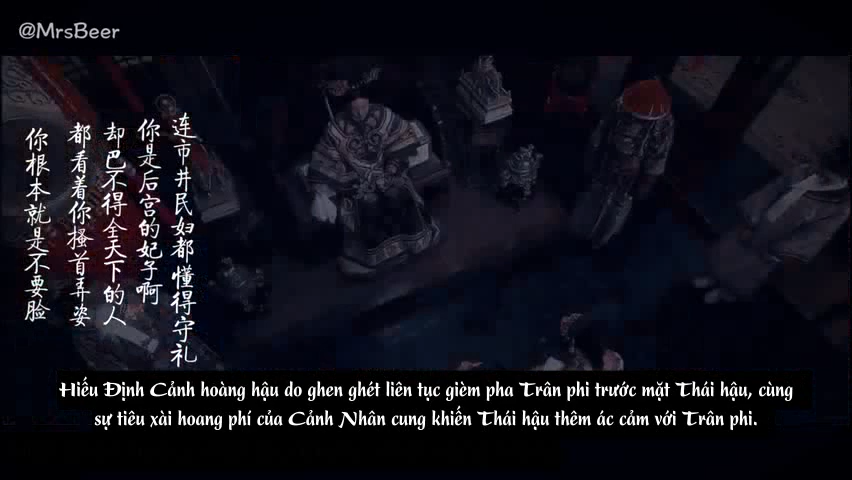 @MrsBeer
连市井民妇都懂得守礼
你是后宫的妃子啊
却巴不得全天下的人
都看着你搔首弄姿
你根本就是不要脸
Hiếu Định Cảnh hoàng hậu do ghen ghét liên tục gièm pha Trân phi trước mặt Thái hậu, cùng
sự tiêu xài hoang phí của Cảnh Nhân cung khiến Thái hậu thêm ác cảm với Trân phi.